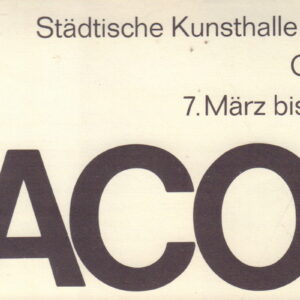 Städtische Kunsthalle
7. März bis
ACO